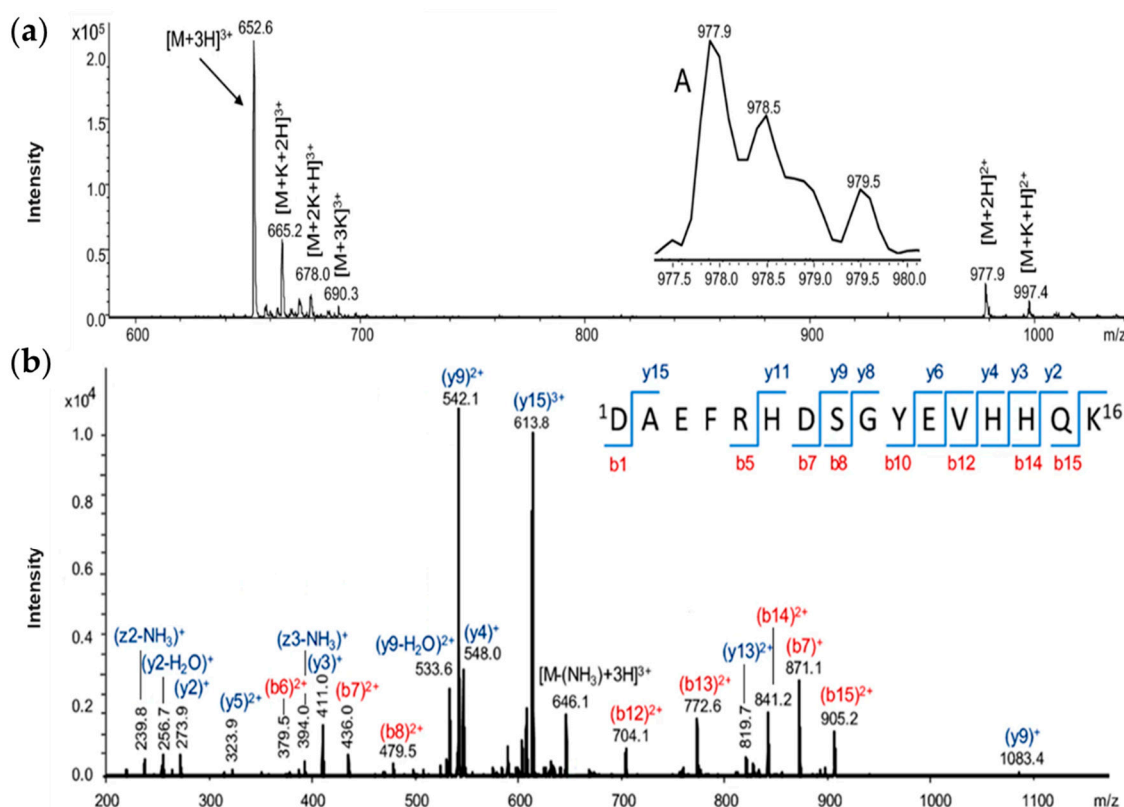 (a)
x10⁵
Intensity
2.0
1.5
1.0
0.5
0.0
[M+3H]³⁺
652.6
[M+K+2H]³⁺
665.2
[M+2K+H]³⁺
678.0
[M+3K]³⁺
690.3
A
977.9
978.5
979.5
977.5 978.0 978.5 979.0 979.5 980.0
[M+2H]²⁺
977.9
[M+K+H]²⁺
997.4
600 700 800 900 1000 m/z
(b)
x10⁴
Intensity
1.0
0.8
0.6
0.4
0.2
0.0
y15 y11 y9 y8 y6 y4 y3 y2
¹D A E F R H D S G Y E V H H Q K¹⁶
b1 b5 b7 b8 b10 b12 b14 b15
(z2-NH₃)⁺
239.8
(y2-H₂O)⁺
256.7
(y2)⁺
273.9
(y5)²⁺
323.9
(b6)²⁺
379.5
(z3-NH₃)⁺
394.0
(y3)⁺
411.0
(b7)²⁺
436.0
(b8)²⁺
479.5
(y9-H₂O)²⁺
533.6
(y9)²⁺
542.1
(y4)⁺
548.0
(y15)³⁺
613.8
[M-(NH₃)+3H]³⁺
646.1
(b12)²⁺
704.1
(b13)²⁺
772.6
(y13)²⁺
819.7
(b14)²⁺
841.2
(b7)⁺
871.1
(b15)²⁺
905.2
(y9)⁺
1083.4
200 300 400 500 600 700 800 900 1000 1100 m/z